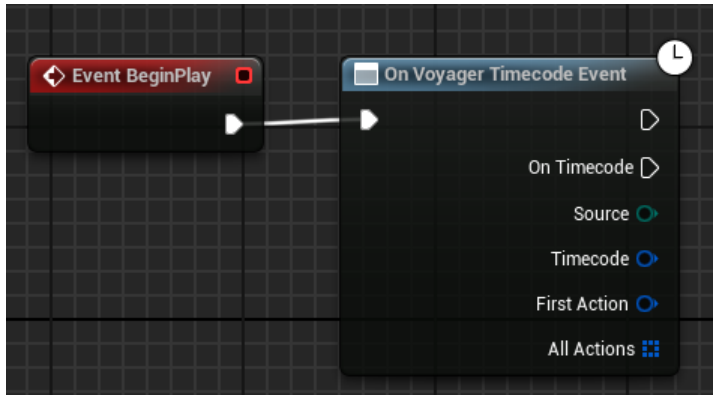 Event BeginPlay
On Voyager Timecode Event
On Timecode
Source
Timecode
First Action
All Actions